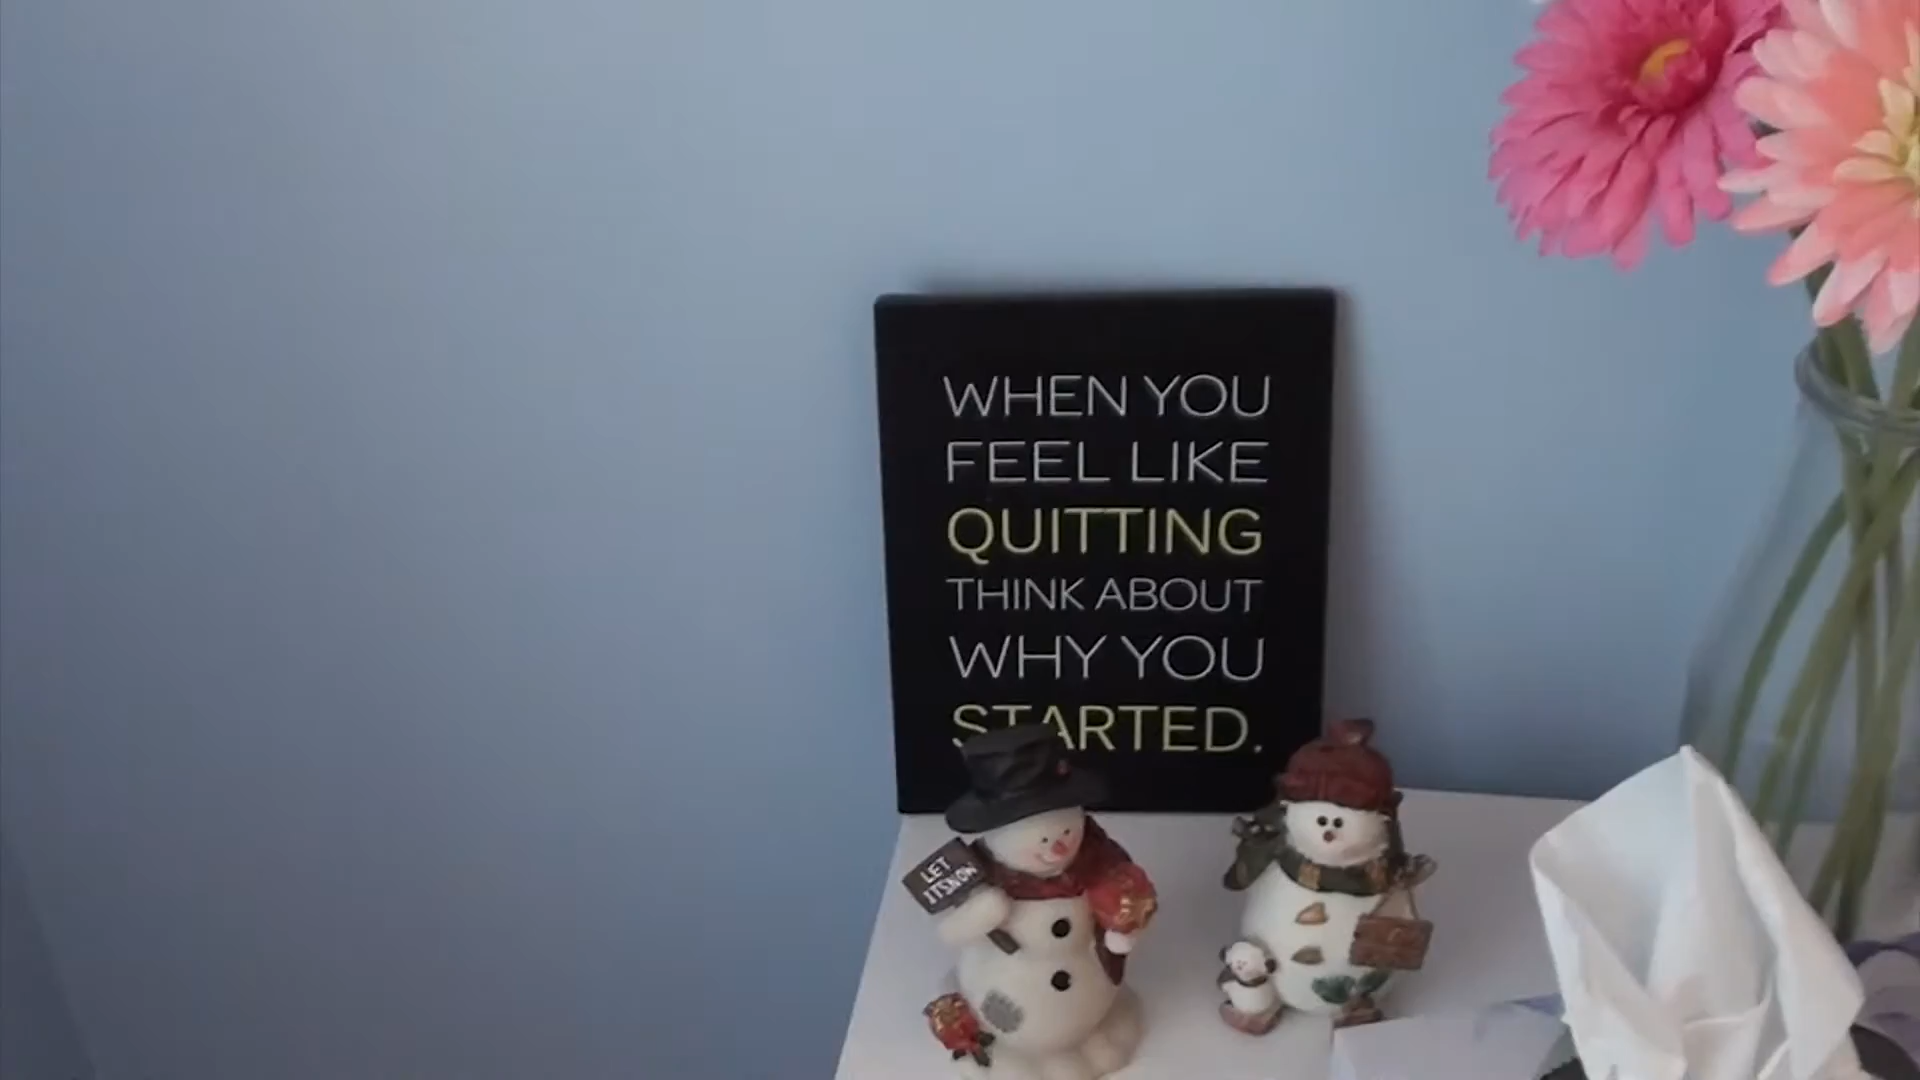 WHEN YOU
FEEL LIKE
QUITTING
THINK ABOUT
WHY YOU
STARTED.
LET
IT SNOW